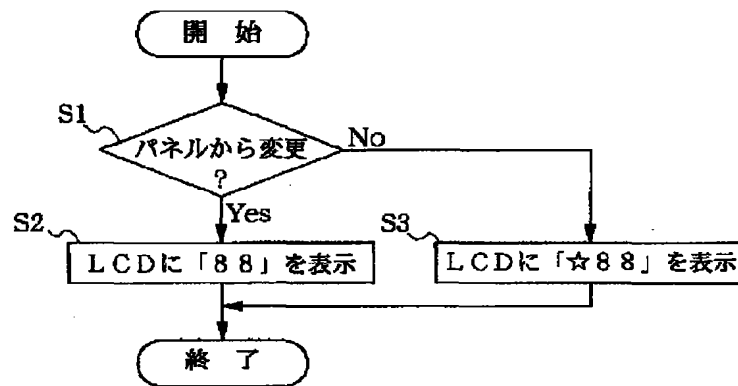 開 始
S1
パネルから変更
?
No
Yes
S2
LCDに「88」を表示
S3
LCDに「☆88」を表示
終 了